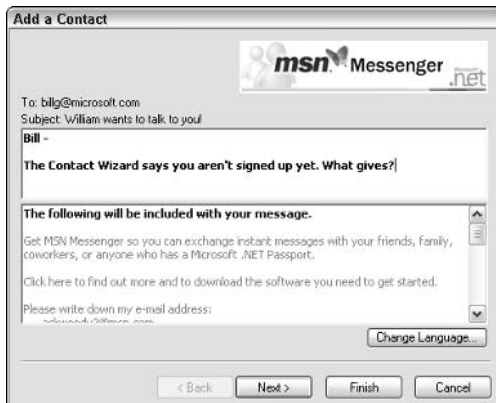 Add a Contact
msn Messenger
.net
To: billg@microsoft.com
Subject: William wants to talk to you!
Bill -
The Contact Wizard says you aren't signed up yet. What gives?
The following will be included with your message.
Get MSN Messenger so you can exchange instant messages with your friends, family,
coworkers, or anyone who has a Microsoft .NET Passport.
Click here to find out more and to download the software you need to get started.
Please write down my e-mail address:
Change Language...
< Back
Next >
Finish
Cancel